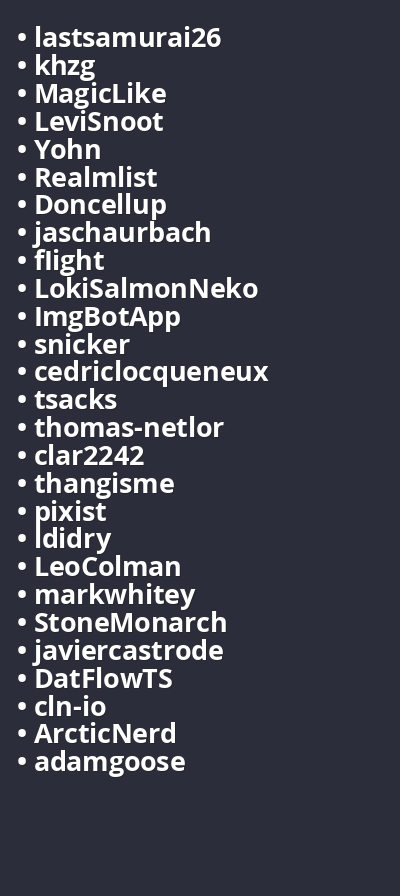 • lastsamurai26
• khzg
• MagicLike
• LeviSnoot
• Yohn
• Realmlist
• Doncellup
• jaschaurbach
• flight
• LokiSalmonNeko
• ImgBotApp
• snicker
• cedriclocqueneux
• tsacks
• thomas-netlor
• clar2242
• thangisme
• pixist
• ldidry
• LeoColman
• markwhitey
• StoneMonarch
• javiercastrode
• DatFlowTS
• cln-io
• ArcticNerd
• adamgoose